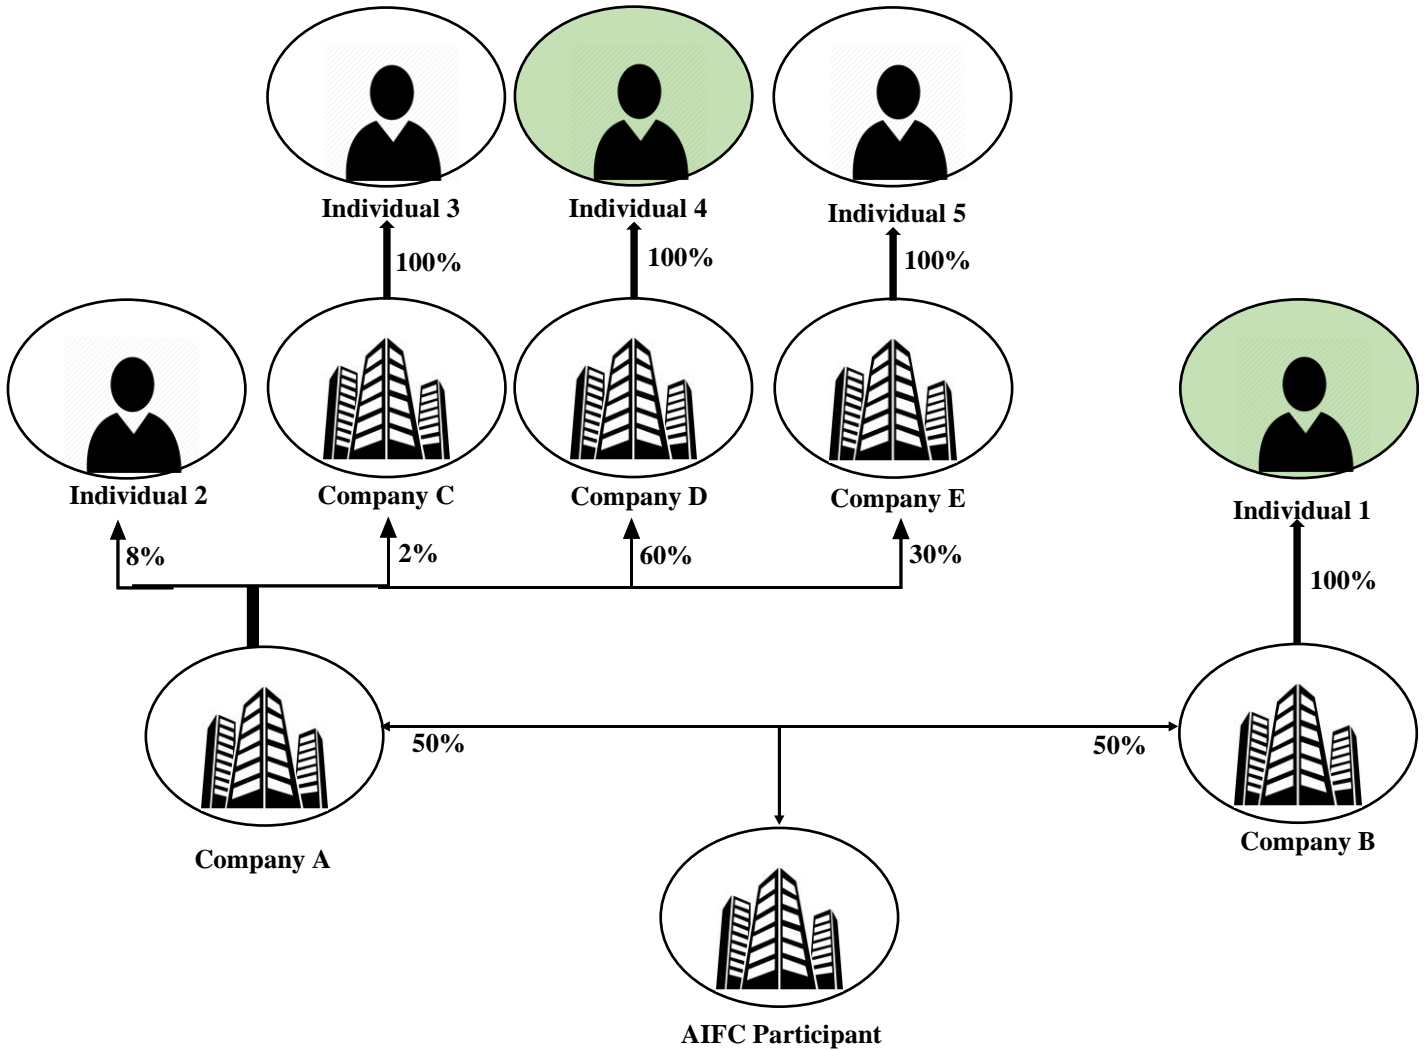 Individual 3
Individual 4
Individual 5
100%
100%
100%
Individual 2
Company C
Company D
Company E
Individual 1
8%
2%
60%
30%
100%
50%
50%
Company A
Company B
AIFC Participant